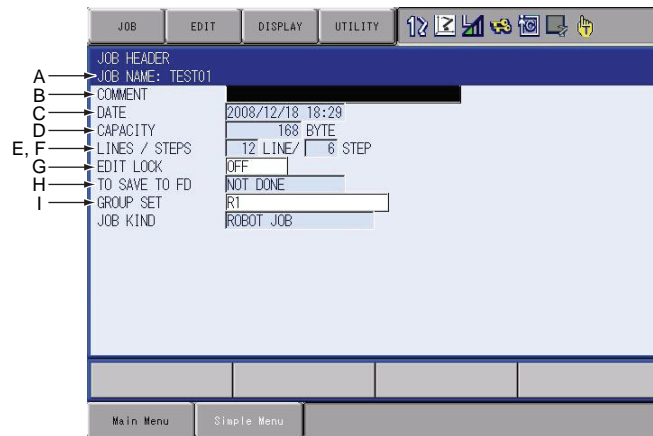 JOB EDIT DISPLAY UTILITY
JOB HEADER
A JOB NAME: TEST01
B COMMENT
C DATE 2008/12/18 18:29
D CAPACITY 168 BYTE
E, F LINES / STEPS 12 LINE/ 6 STEP
G EDIT LOCK OFF
H TO SAVE TO FD NOT DONE
I GROUP SET R1
JOB KIND ROBOT JOB
Main Menu Simple Menu